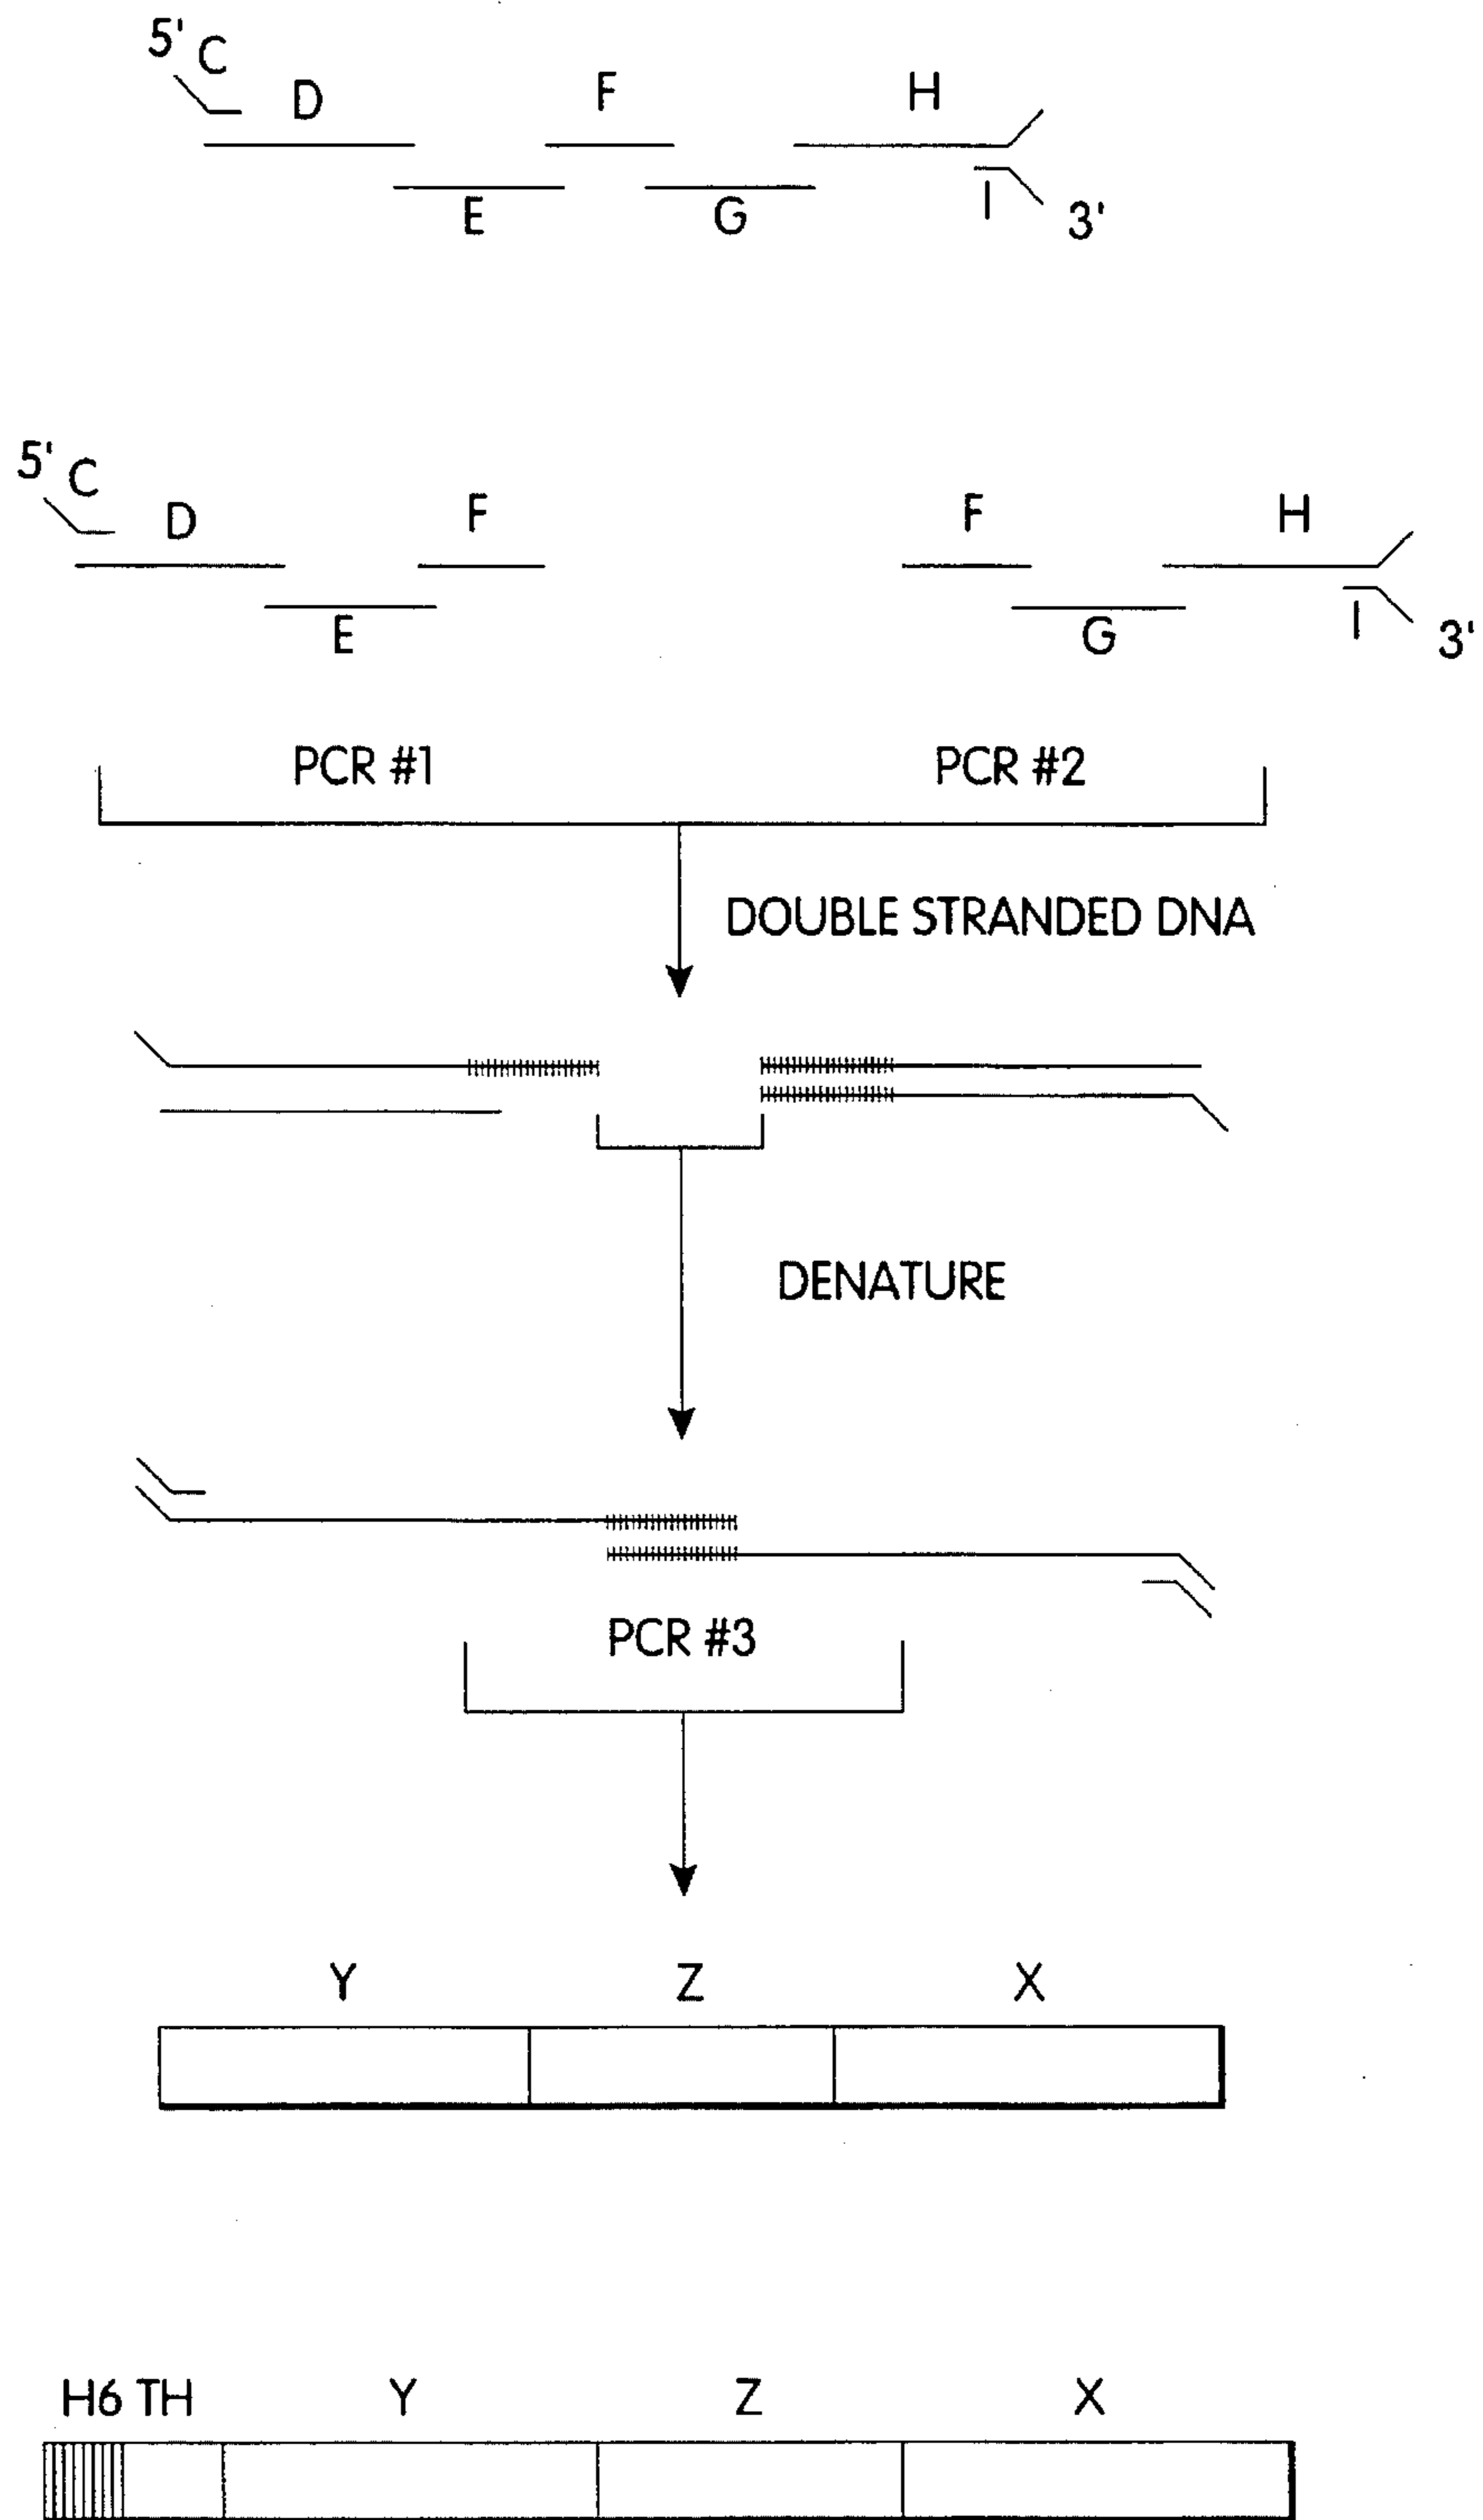 5' C
D F H
E G I 3'
5' C
D F F H
E G I 3'
PCR #1 PCR #2
DOUBLE STRANDED DNA
DENATURE
PCR #3
Y Z X
H6 TH Y Z X